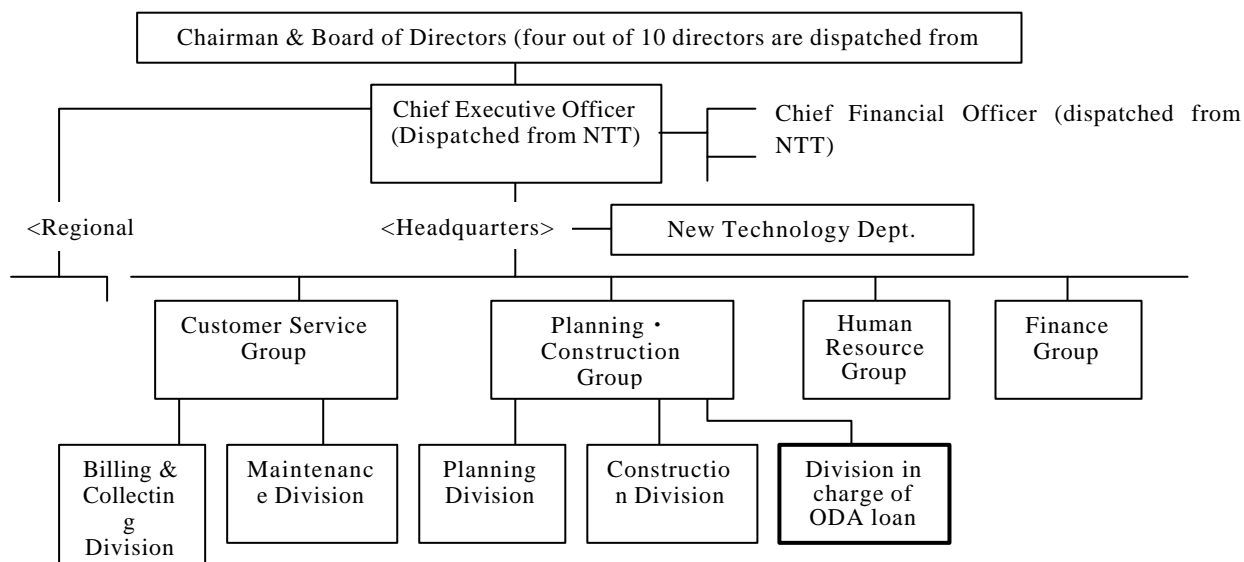 Chairman & Board of Directors (four out of 10 directors are dispatched from
Chief Executive Officer
(Dispatched from NTT)
Chief Financial Officer (dispatched from
NTT)
<Regional
<Headquarters>
New Technology Dept.
Customer Service
Group
Planning・
Construction
Group
Human
Resource
Group
Finance
Group
Billing &
Collectin
g
Division
Maintenanc
e Division
Planning
Division
Constructio
n Division
Division in
charge of
ODA loan